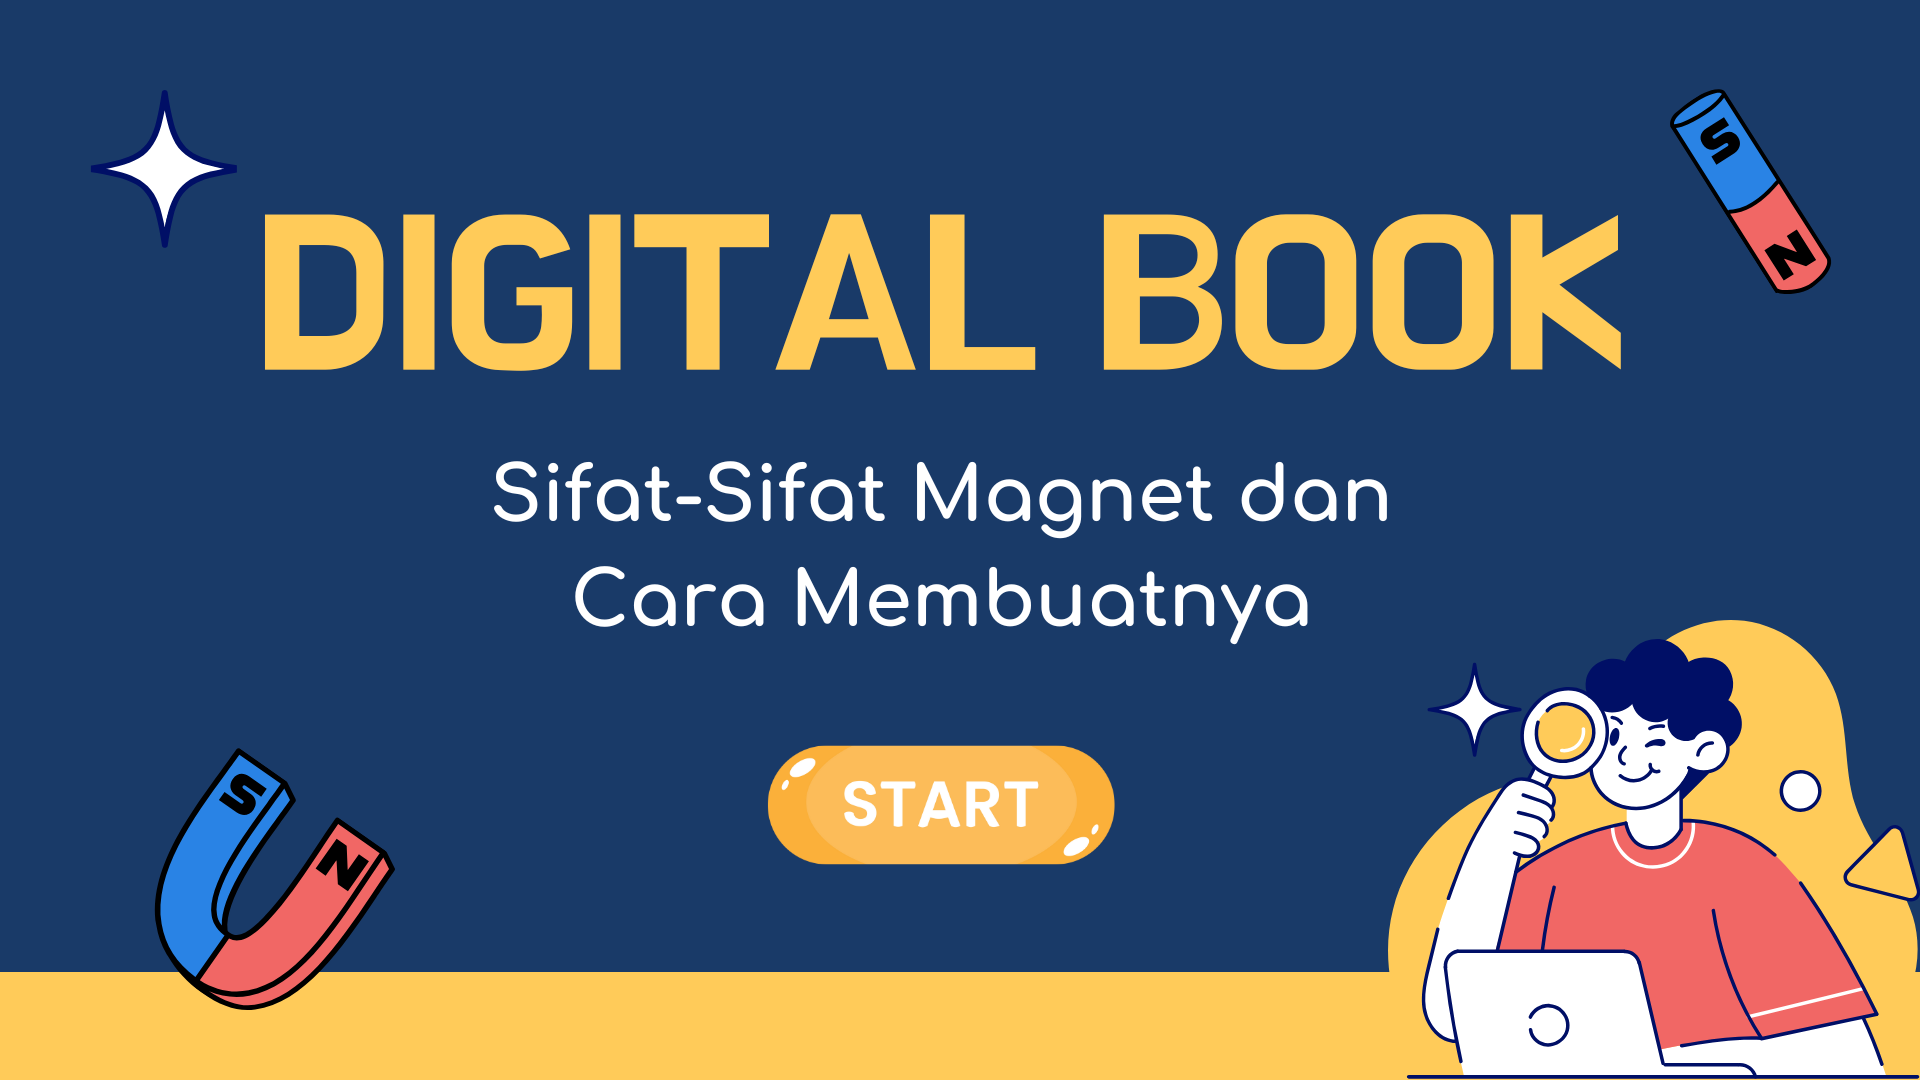 S
DIGITAL BOOK
N
Sifat-Sifat Magnet dan
Cara Membuatnya
START
S
N